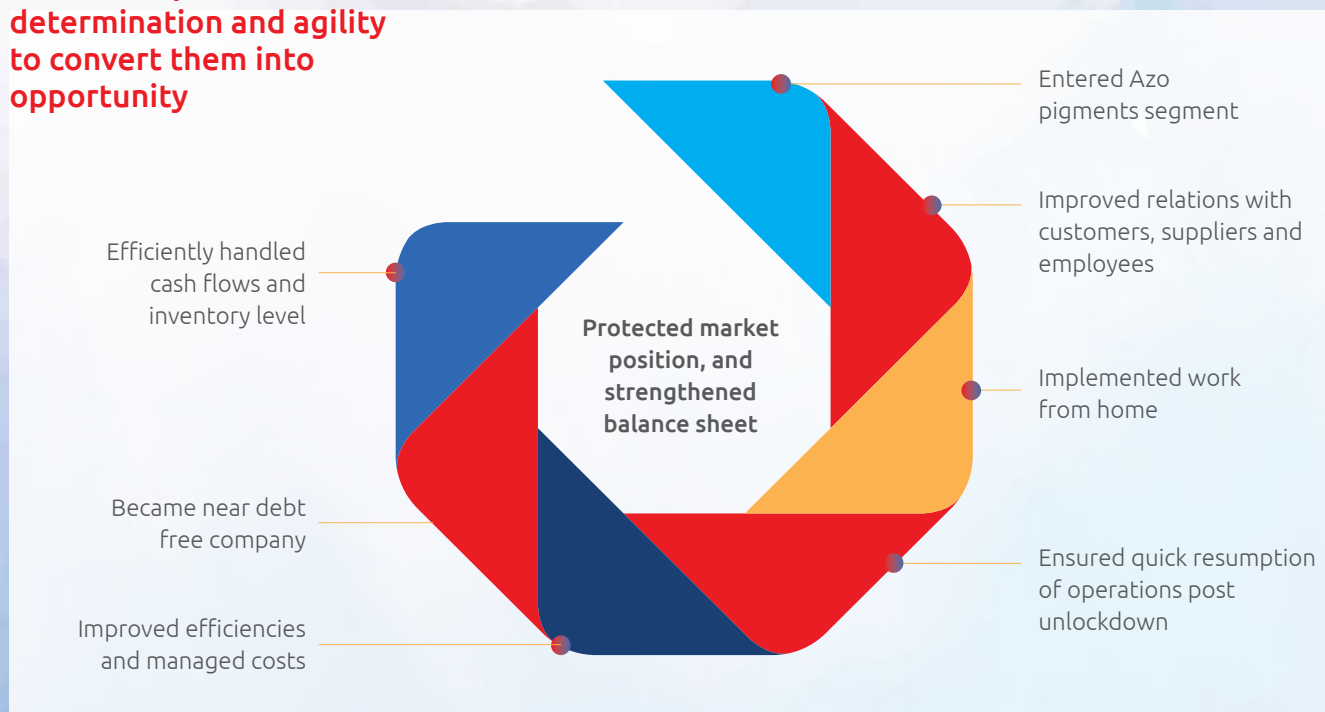 determination and agility
to convert them into
opportunity
Entered Azo
pigments segment
Improved relations with
customers, suppliers and
employees
Implemented work
from home
Ensured quick resumption
of operations post
unlockdown
Improved efficiencies
and managed costs
Became near debt
free company
Efficiently handled
cash flows and
inventory level
Protected market
position, and
strengthened
balance sheet